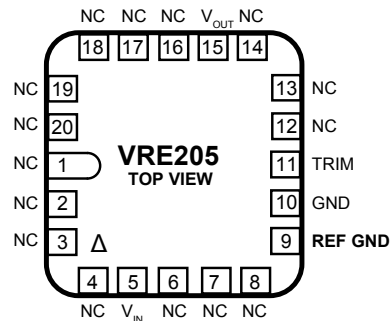 NC NC NC V_OUT NC
18 17 16 15 14
NC 19 13 NC
NC 20 12 NC
NC 1 VRE205 11 TRIM
TOP VIEW
NC 2 10 GND
NC 3 Δ 9 REF GND
4 5 6 7 8
NC V_IN NC NC NC